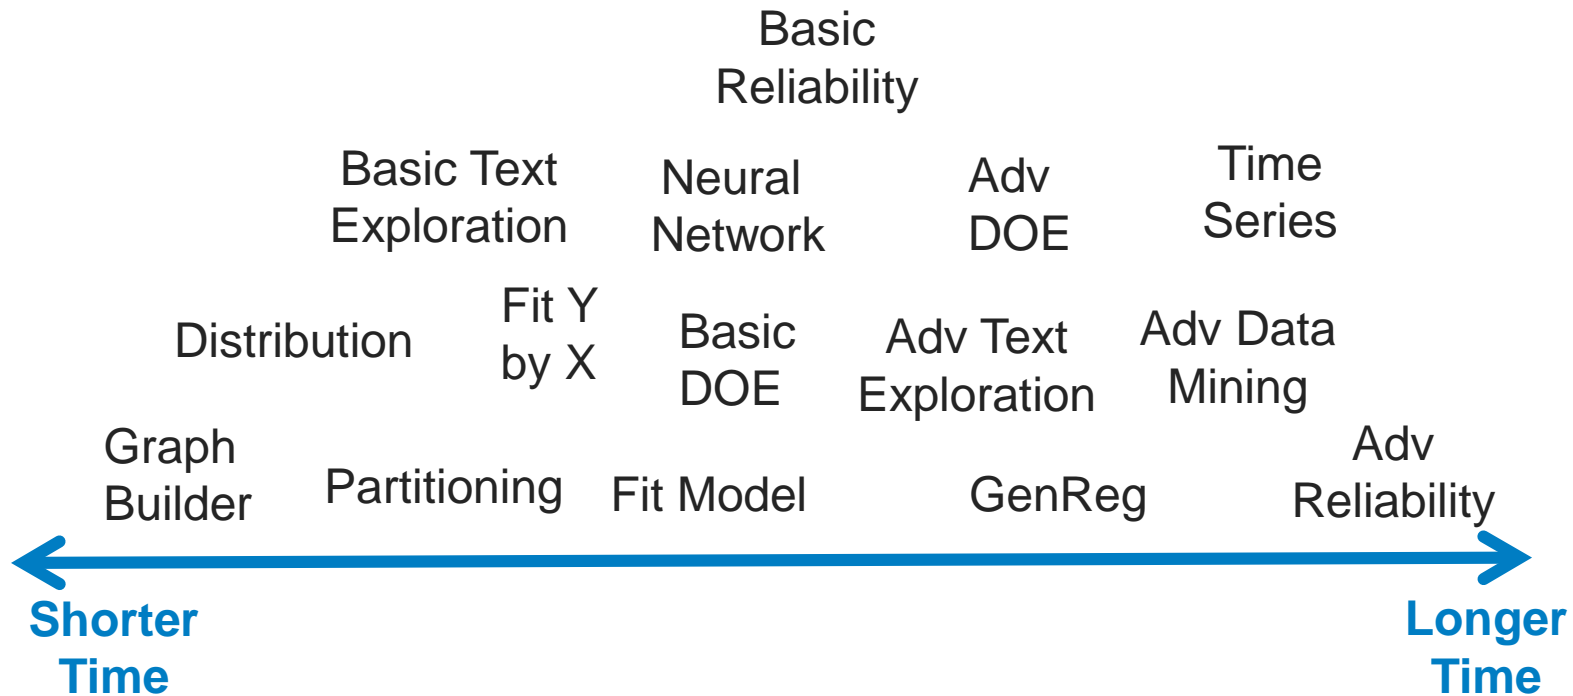 Basic
Reliability
Basic Text
Exploration
Neural
Network
Adv
DOE
Time
Series
Distribution
Fit Y
by X
Basic
DOE
Adv Text
Exploration
Adv Data
Mining
Graph
Builder
Partitioning
Fit Model
GenReg
Adv
Reliability
Shorter
Time
Longer
Time